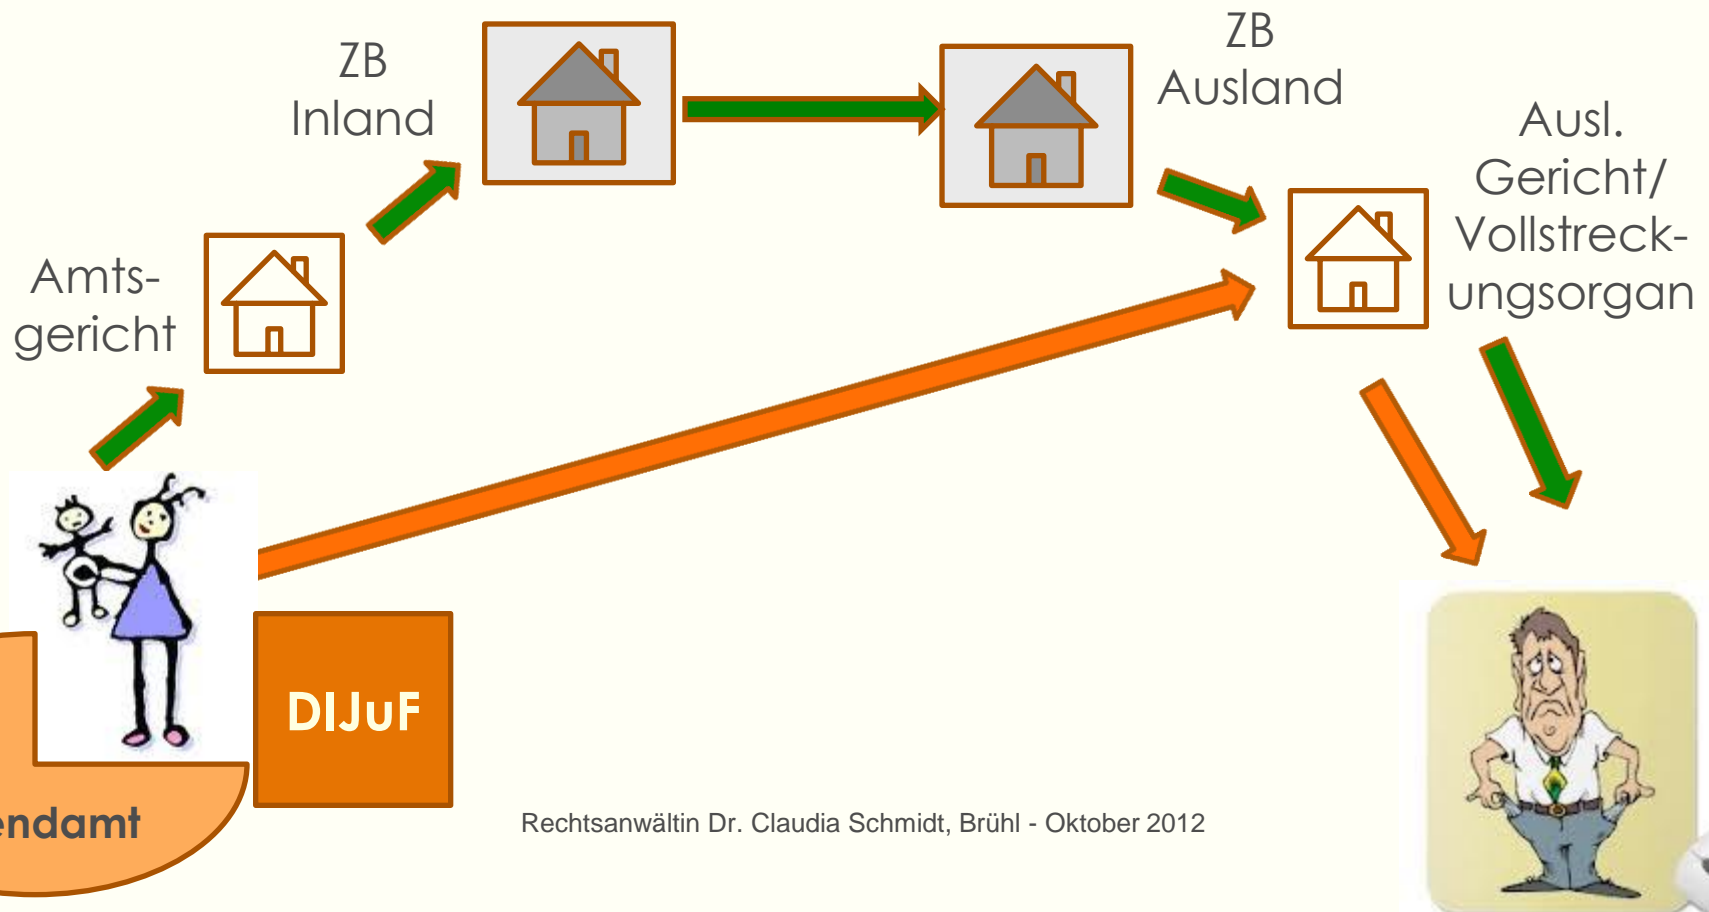 ZB
Inland
ZB
Ausland
Ausl.
Gericht/
Vollstreck-
ungsorgan
Amts-
gericht
DIJuF
endamt
Rechtsanwältin Dr. Claudia Schmidt, Brühl - Oktober 2012